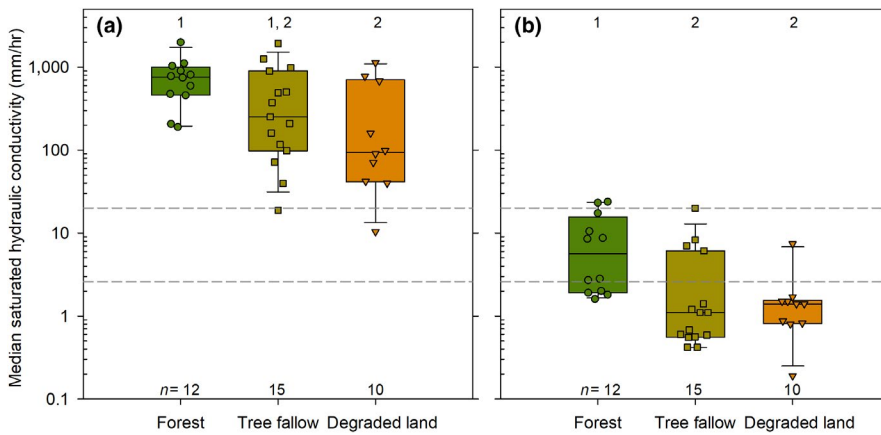 (a) 1 1, 2 2
(b) 1 2 2
Median saturated hydraulic conductivity (mm/hr)
1,000
100
10
1
0.1
n = 12 15 10
n = 12 15 10
Forest Tree fallow Degraded land
Forest Tree fallow Degraded land